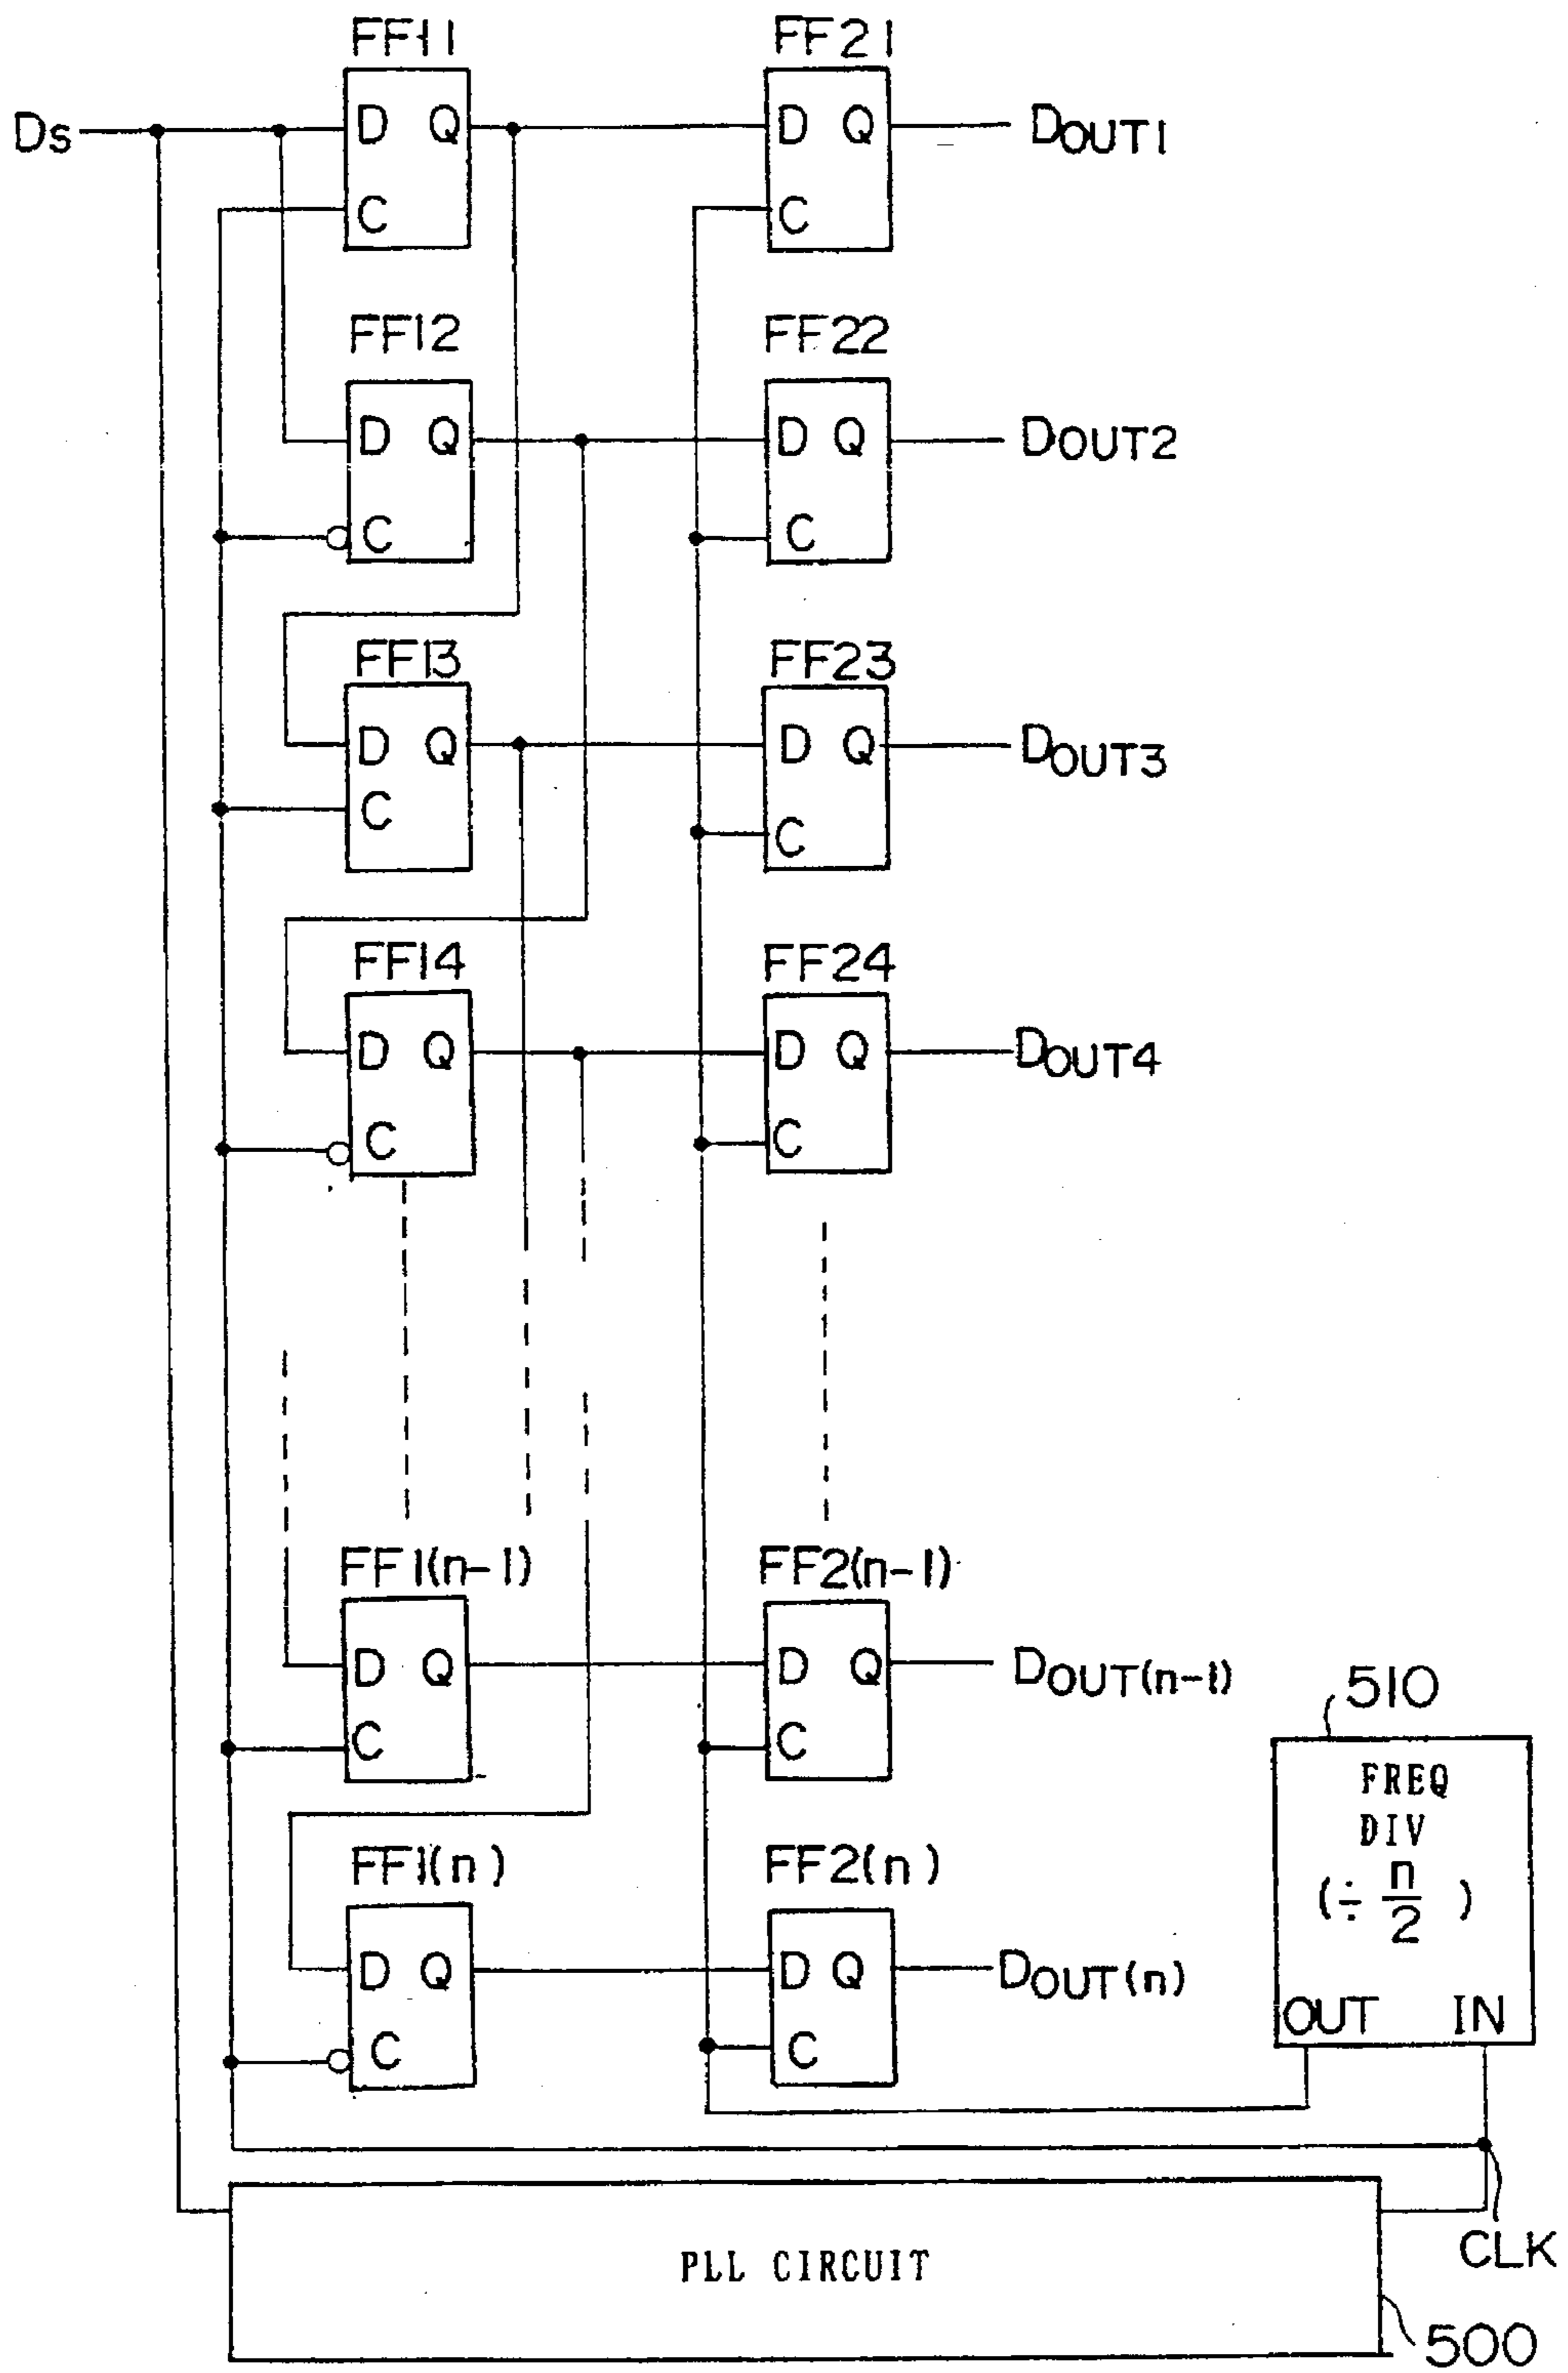 FF11 FF21
Ds D Q D Q DOUT1
C C
FF12 FF22
D Q D Q DOUT2
C C
FF13 FF23
D Q D Q DOUT3
C C
FF14 FF24
D Q D Q DOUT4
C C
FF1(n-1) FF2(n-1)
D Q D Q DOUT(n-1)
C C
510
FREQ
DIV
(÷ n/2 )
OUT IN
FF1(n) FF2(n)
D Q D Q DOUT(n)
C C
CLK
PLL CIRCUIT
500